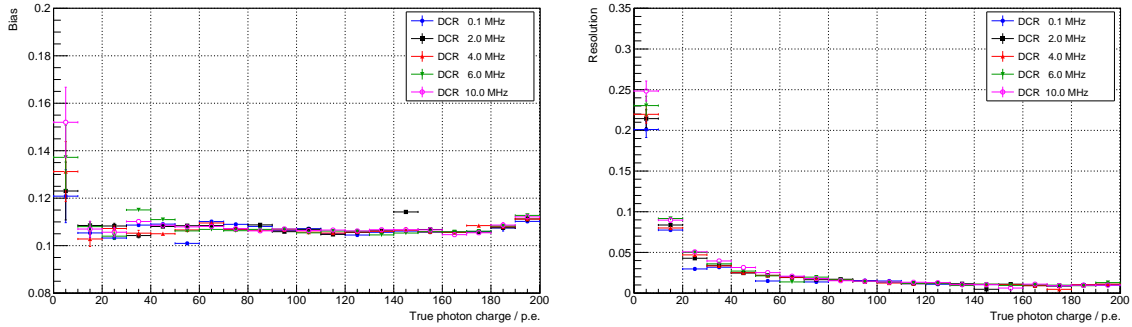 Bias
0.2
0.18
0.16
0.14
0.12
0.1
0.08
0 20 40 60 80 100 120 140 160 180 200
True photon charge / p.e.
DCR 0.1 MHz
DCR 2.0 MHz
DCR 4.0 MHz
DCR 6.0 MHz
DCR 10.0 MHz
Resolution
0.35
0.3
0.25
0.2
0.15
0.1
0.05
0
0 20 40 60 80 100 120 140 160 180 200
True photon charge / p.e.
DCR 0.1 MHz
DCR 2.0 MHz
DCR 4.0 MHz
DCR 6.0 MHz
DCR 10.0 MHz